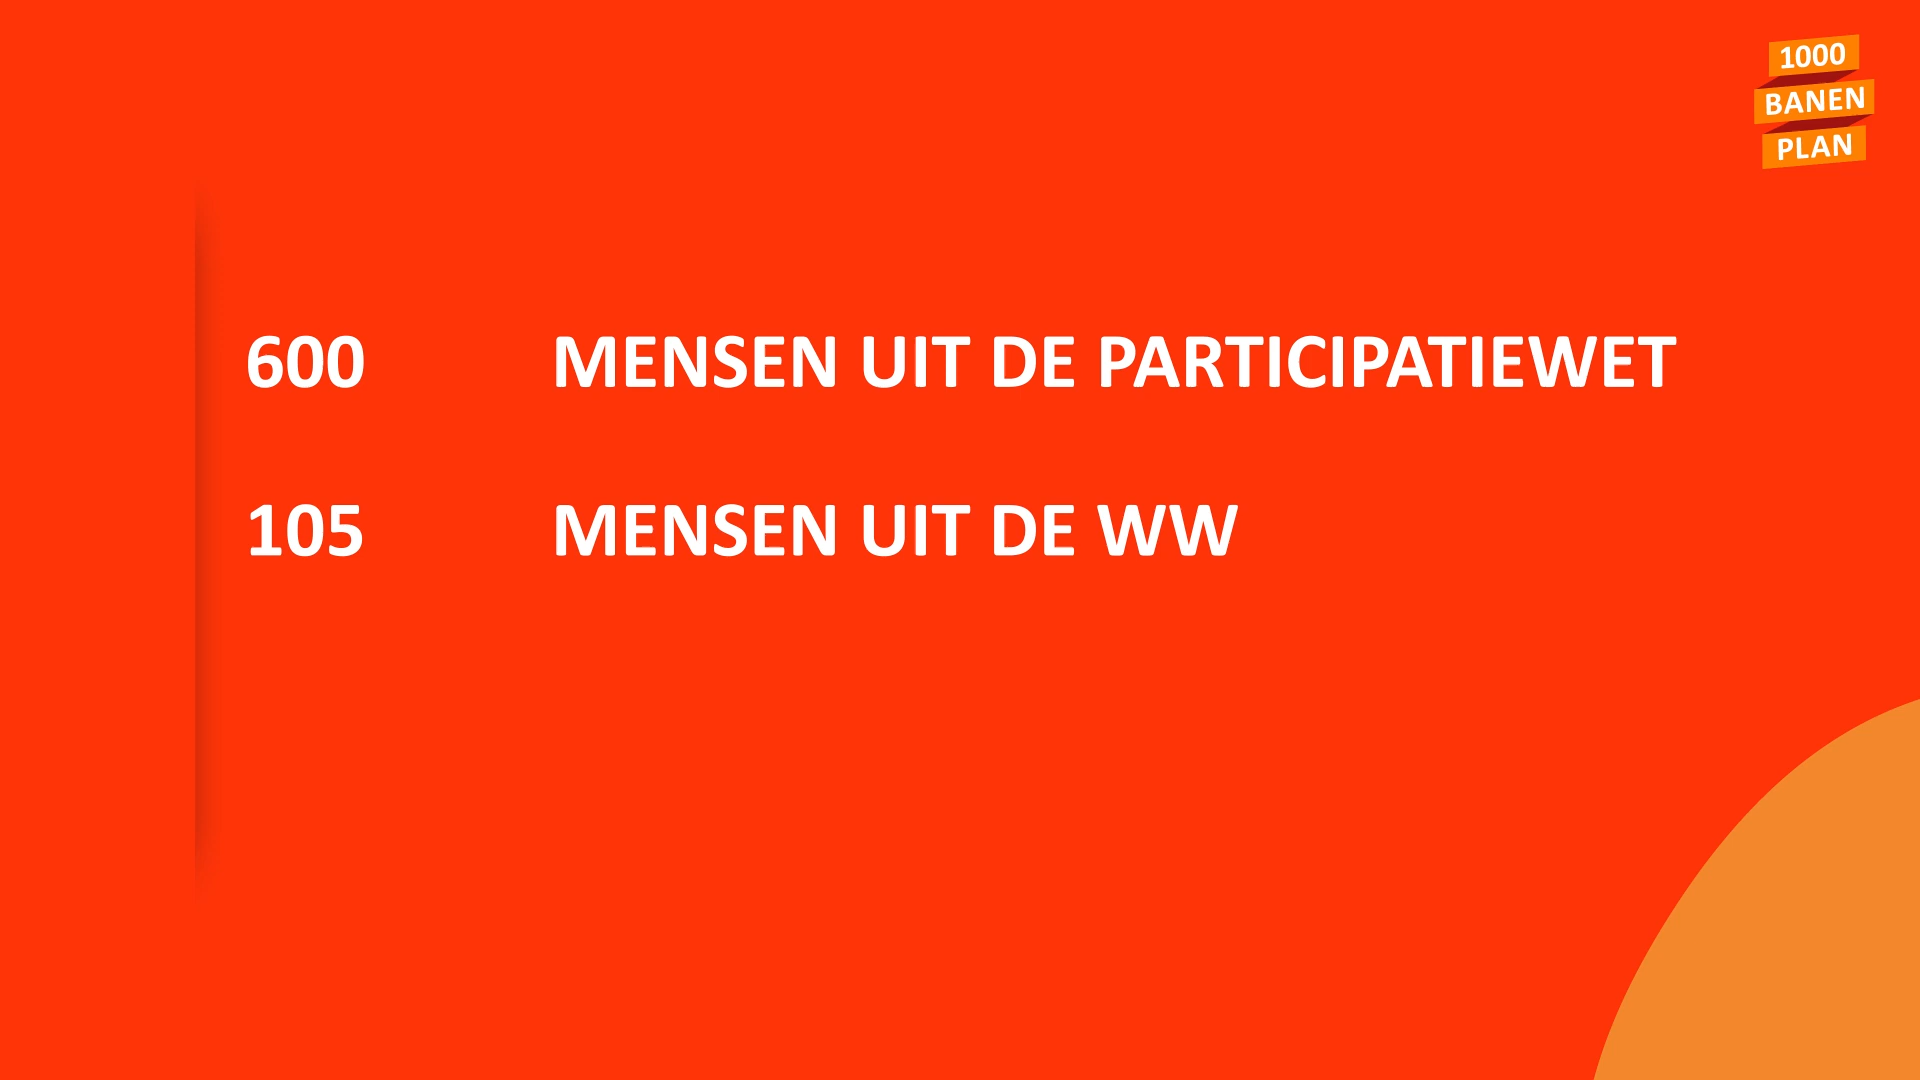 1000
BANEN
PLAN
600 MENSEN UIT DE PARTICIPATIEWET
105 MENSEN UIT DE WW